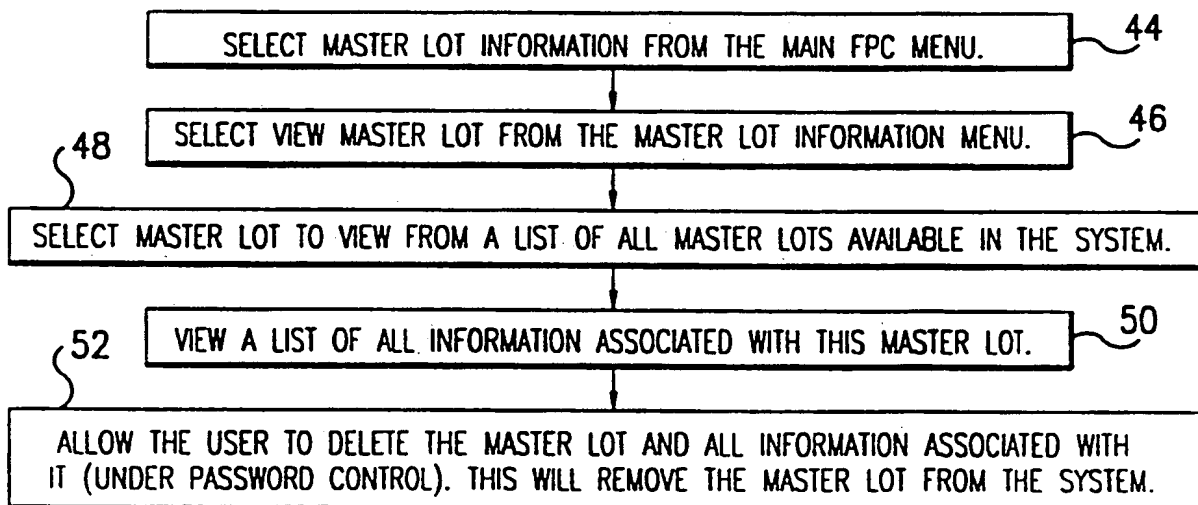 SELECT MASTER LOT INFORMATION FROM THE MAIN FPC MENU.
44
SELECT VIEW MASTER LOT FROM THE MASTER LOT INFORMATION MENU.
46
48
SELECT MASTER LOT TO VIEW FROM A LIST OF ALL MASTER LOTS AVAILABLE IN THE SYSTEM.
VIEW A LIST OF ALL INFORMATION ASSOCIATED WITH THIS MASTER LOT.
50
52
ALLOW THE USER TO DELETE THE MASTER LOT AND ALL INFORMATION ASSOCIATED WITH
IT (UNDER PASSWORD CONTROL). THIS WILL REMOVE THE MASTER LOT FROM THE SYSTEM.